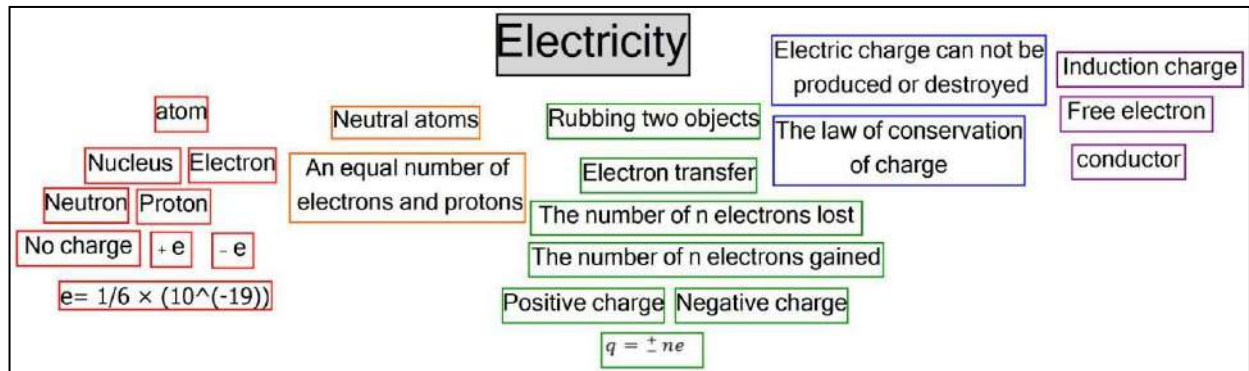 Electricity
atom
Nucleus
Electron
Neutron
Proton
No charge
+ e
− e
e= 1/6 × (10^(-19))
Neutral atoms
An equal number of
electrons and protons
Rubbing two objects
Electron transfer
The number of n electrons lost
The number of n electrons gained
Positive charge
Negative charge
q = ± ne
Electric charge can not be
produced or destroyed
The law of conservation
of charge
Induction charge
Free electron
conductor